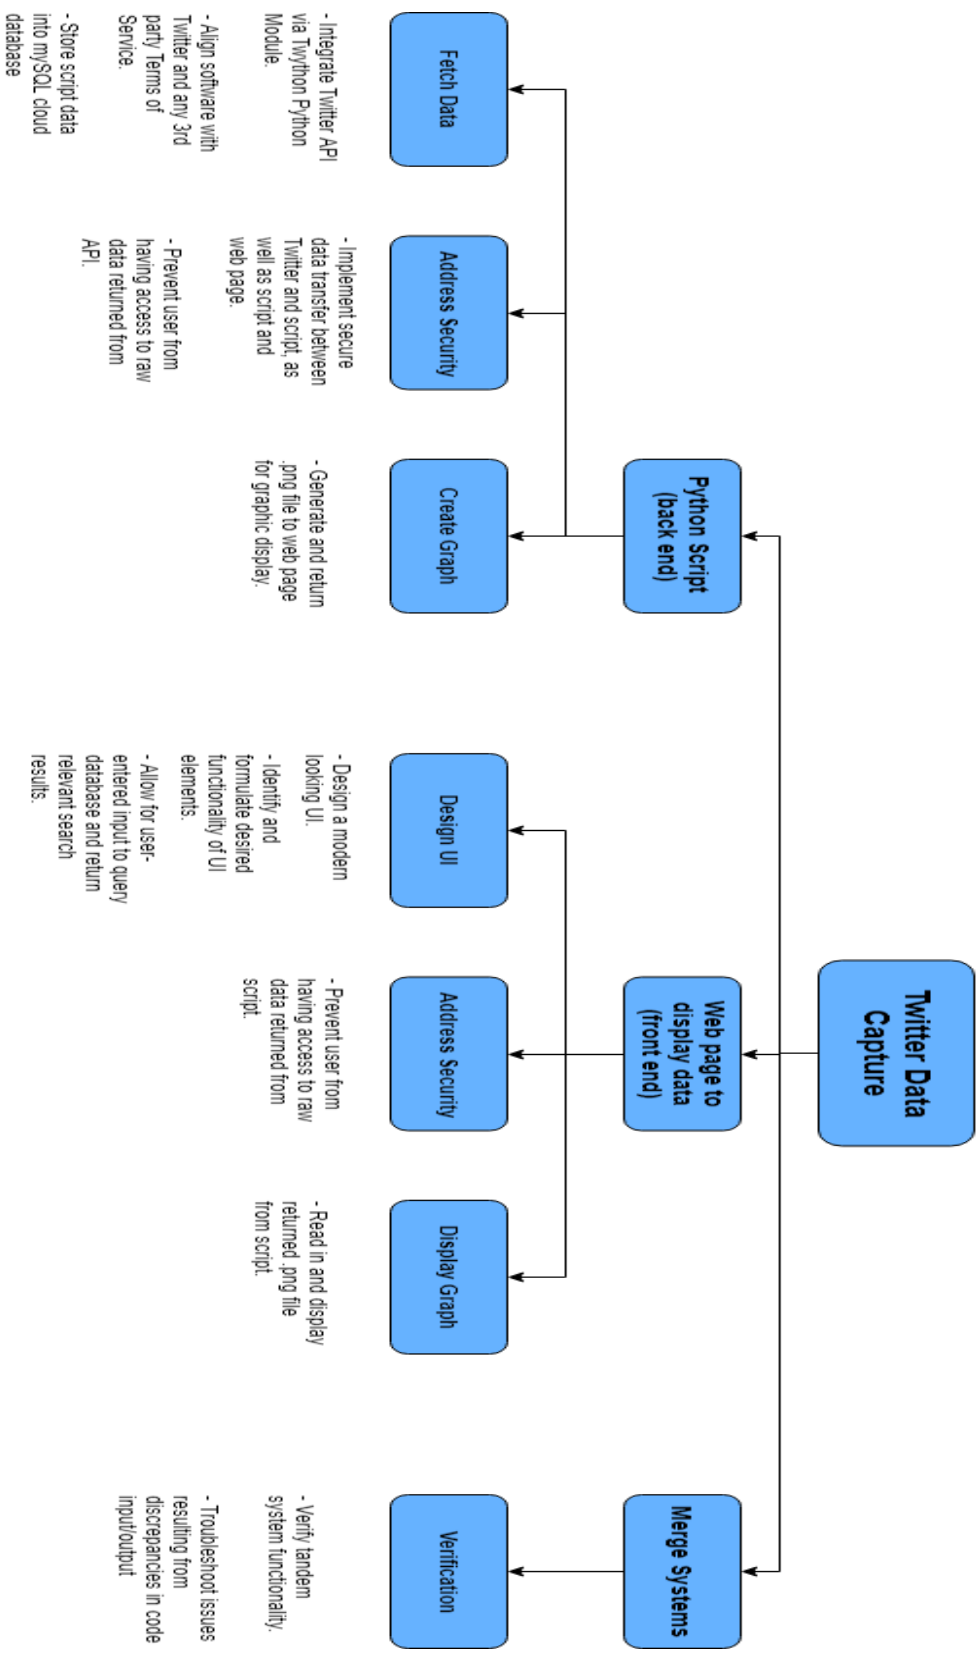 Twitter Data
Capture
Python Script
(back end)
Web page to
display data
(front end)
Merge Systems
Fetch Data
Address Security
Create Graph
Design UI
Address Security
Display Graph
Verification
- Integrate Twitter API
via Twython Python
Module.
- Align software with
Twitter and any 3rd
party Terms of
Service.
- Store script data
into mySQL cloud
database
- Implement secure
data transfer between
Twitter and script, as
well as script and
web page.
- Prevent user from
having access to raw
data returned from
API.
- Generate and return
.png file to web page
for graphic display.
- Design a modern
looking UI.
- Identify and
formulate desired
functionality of UI
elements.
- Allow for user-
entered input to query
database and return
relevant search
results.
- Prevent user from
having access to raw
data returned from
script.
- Read in and display
returned .png file
from script.
- Verify tandem
system functionality.
- Troubleshoot issues
resulting from
discrepancies in code
input/output